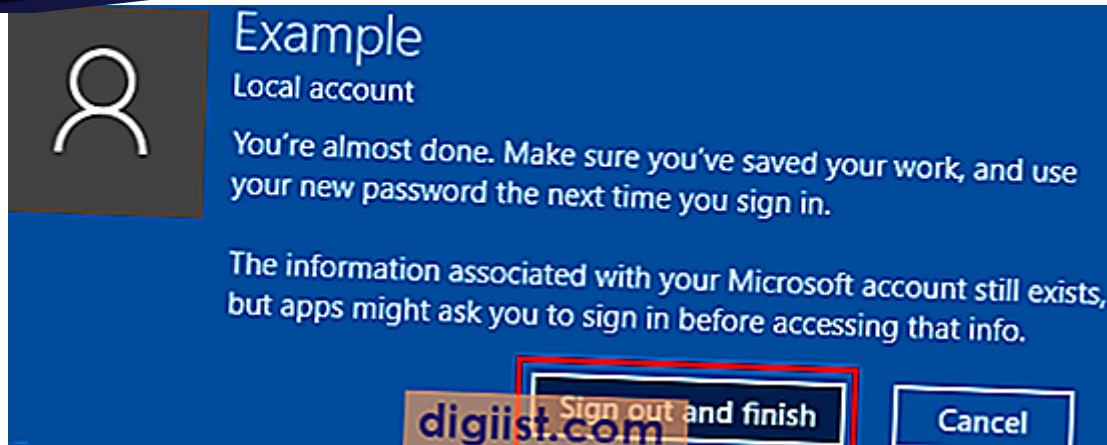 Example
Local account
You're almost done. Make sure you've saved your work, and use
your new password the next time you sign in.
The information associated with your Microsoft account still exists,
but apps might ask you to sign in before accessing that info.
Sign out and finish
Cancel
digiist.com